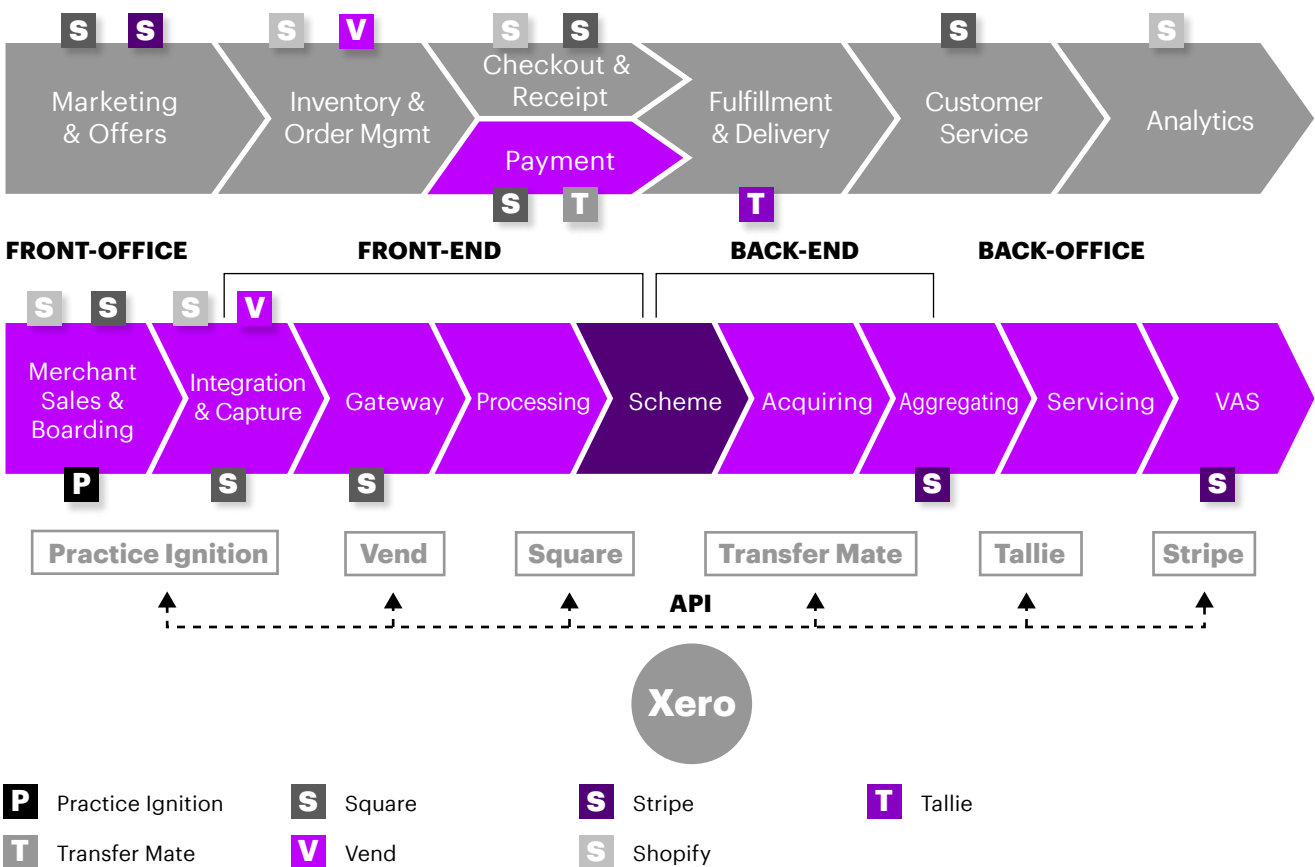 S S S V S S S S
Marketing
& Offers
Inventory &
Order Mgmt
Checkout &
Receipt
Payment
Fulfillment
& Delivery
Customer
Service
Analytics
S T T
FRONT-OFFICE FRONT-END BACK-END BACK-OFFICE
S S S V
Merchant
Sales &
Boarding
Integration
& Capture
Gateway
Processing
Scheme
Acquiring
Aggregating
Servicing
VAS
P S S S S
Practice Ignition Vend Square Transfer Mate Tallie Stripe
API
Xero
P Practice Ignition S Square S Stripe T Tallie
T Transfer Mate V Vend S Shopify